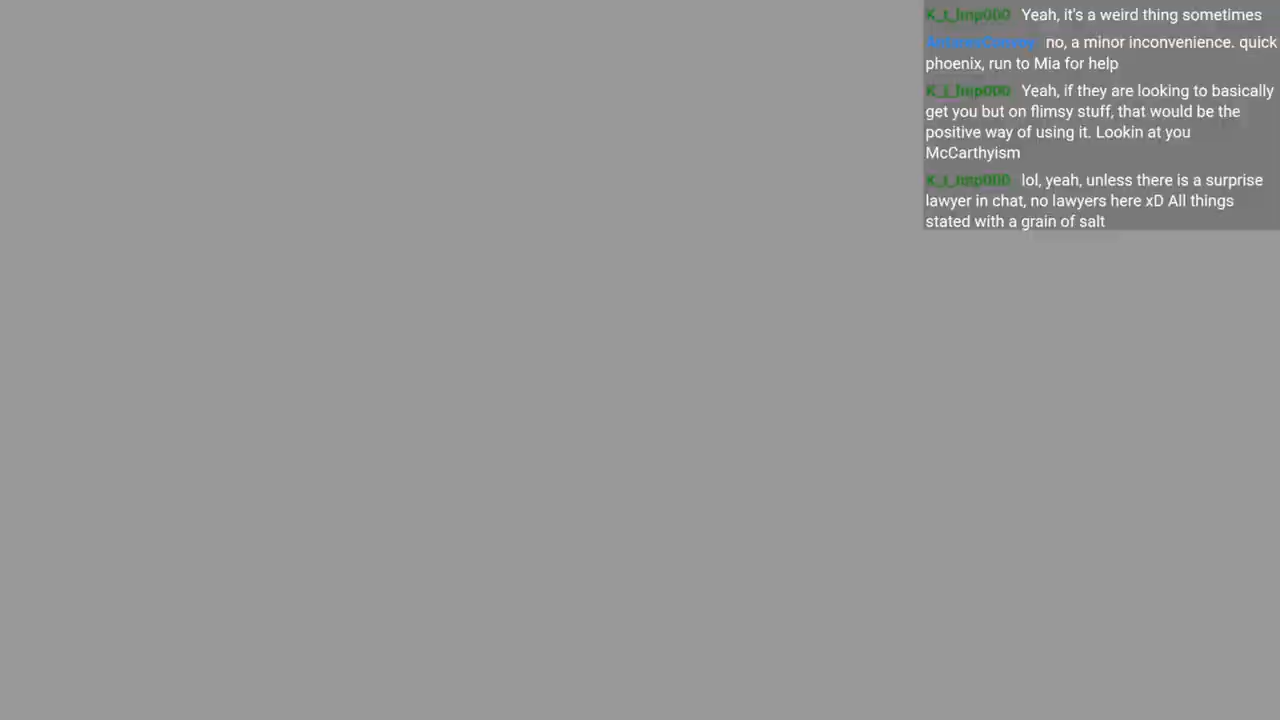 Yeah, it's a weird thing sometimes
no, a minor inconvenience. quick
phoenix, run to Mia for help
Yeah, if they are looking to basically
get you but on flimsy stuff, that would be the
positive way of using it. Lookin at you
McCarthyism
lol, yeah, unless there is a surprise
lawyer in chat, no lawyers here xD All things
stated with a grain of salt